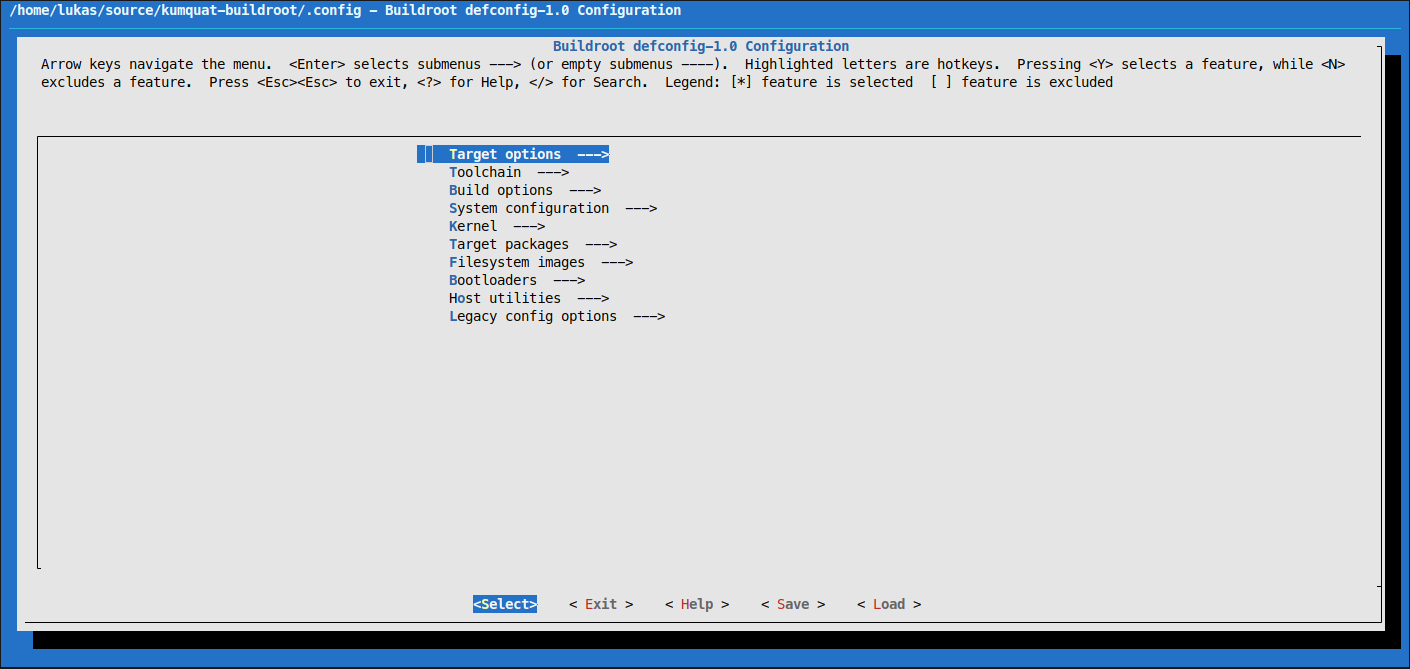 /home/lukas/source/kumquat-buildroot/.config - Buildroot defconfig-1.0 Configuration
Buildroot defconfig-1.0 Configuration
Arrow keys navigate the menu.  <Enter> selects submenus ---> (or empty submenus ----).  Highlighted letters are hotkeys.  Pressing <Y> selects a feature, while <N>
excludes a feature.  Press <Esc><Esc> to exit, <?> for Help, </> for Search.  Legend: [*] feature is selected  [ ] feature is excluded
Target options  --->
Toolchain  --->
Build options  --->
System configuration  --->
Kernel  --->
Target packages  --->
Filesystem images  --->
Bootloaders  --->
Host utilities  --->
Legacy config options  --->
<Select>    < Exit >    < Help >    < Save >    < Load >